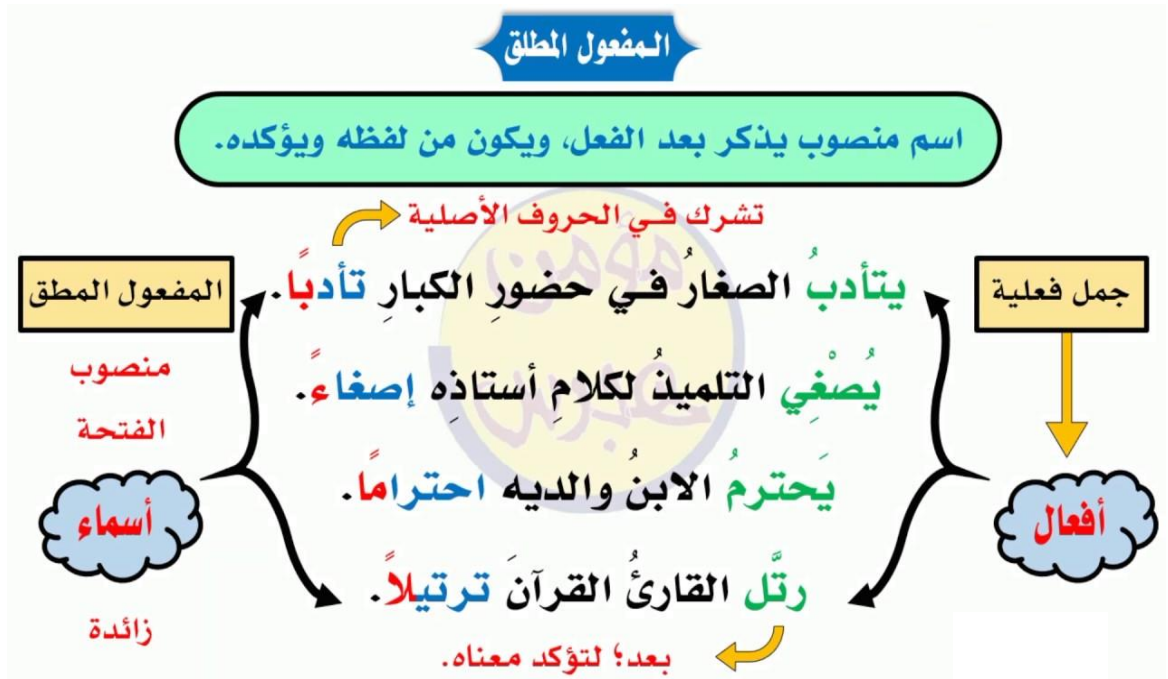 المفعول المطلق
اسم منصوب يذكر بعد الفعل، ويكون من لفظه ويؤكده.
تشرك في الحروف الأصلية
جمل فعلية
يتأدبُ الصغارُ في حضورِ الكبارِ تأدبًا.
المفعول المطق
يُصْغِي التلميذُ لكلامِ أستاذِه إصغاءً.
منصوب
الفتحة
يَحترمُ الابنُ والديه احترامًا.
أفعال
أسماء
رتَّل القارئُ القرآنَ ترتيلاً.
زائدة
بعد؛ لتؤكد معناه.
مؤمن